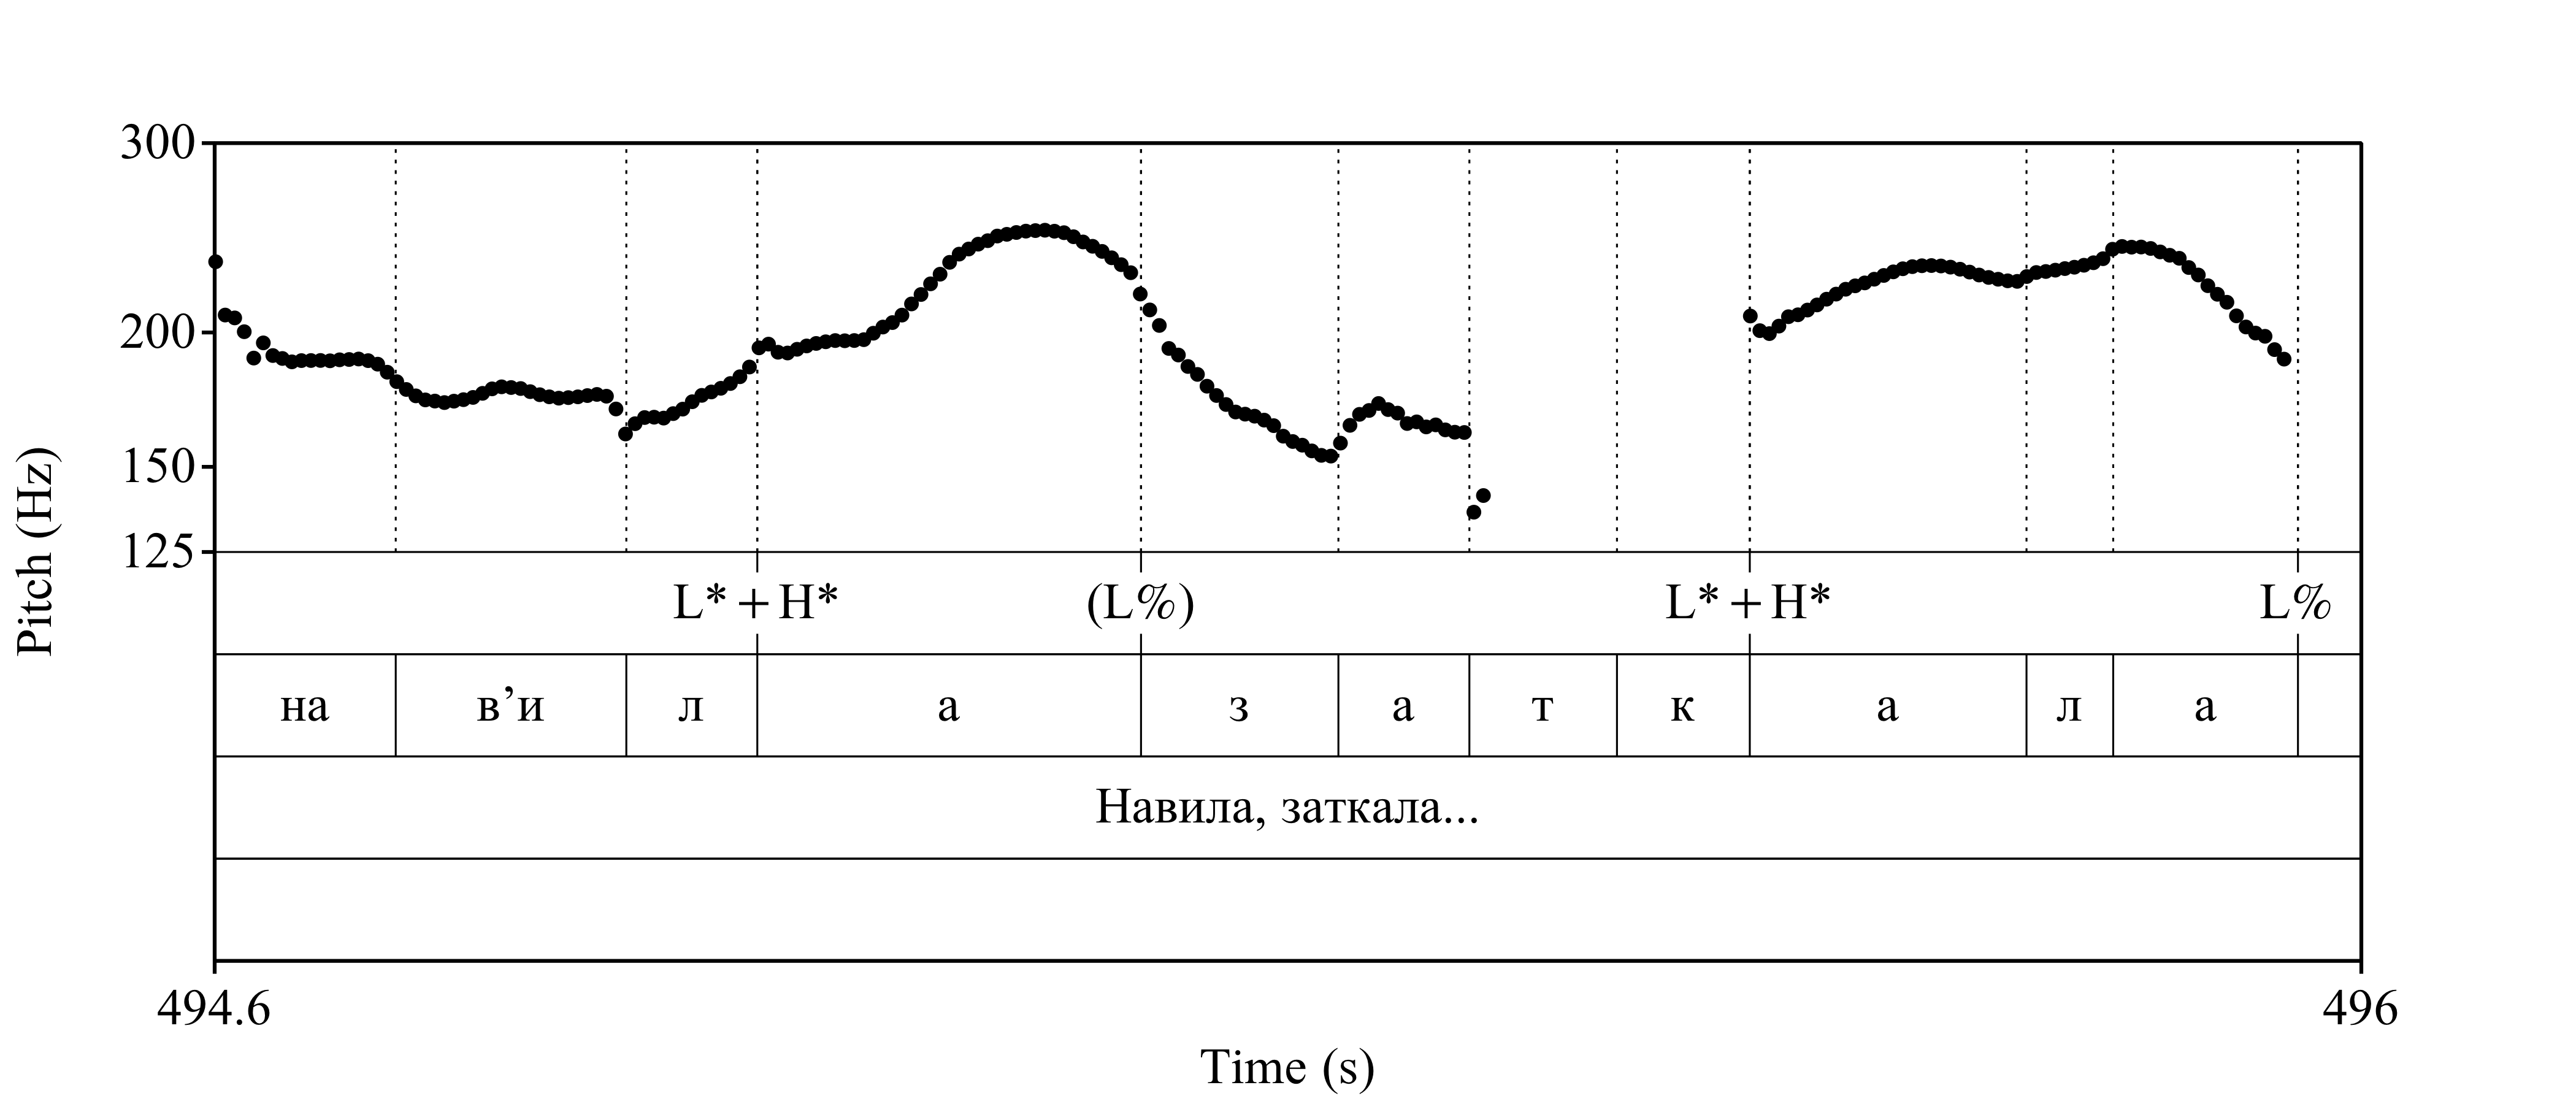 300
200
150
125
Pitch (Hz)
L* + H* (L%) L* + H* L%
на в’и л а з а т к а л а
Навила, заткала...
494.6 496
Time (s)